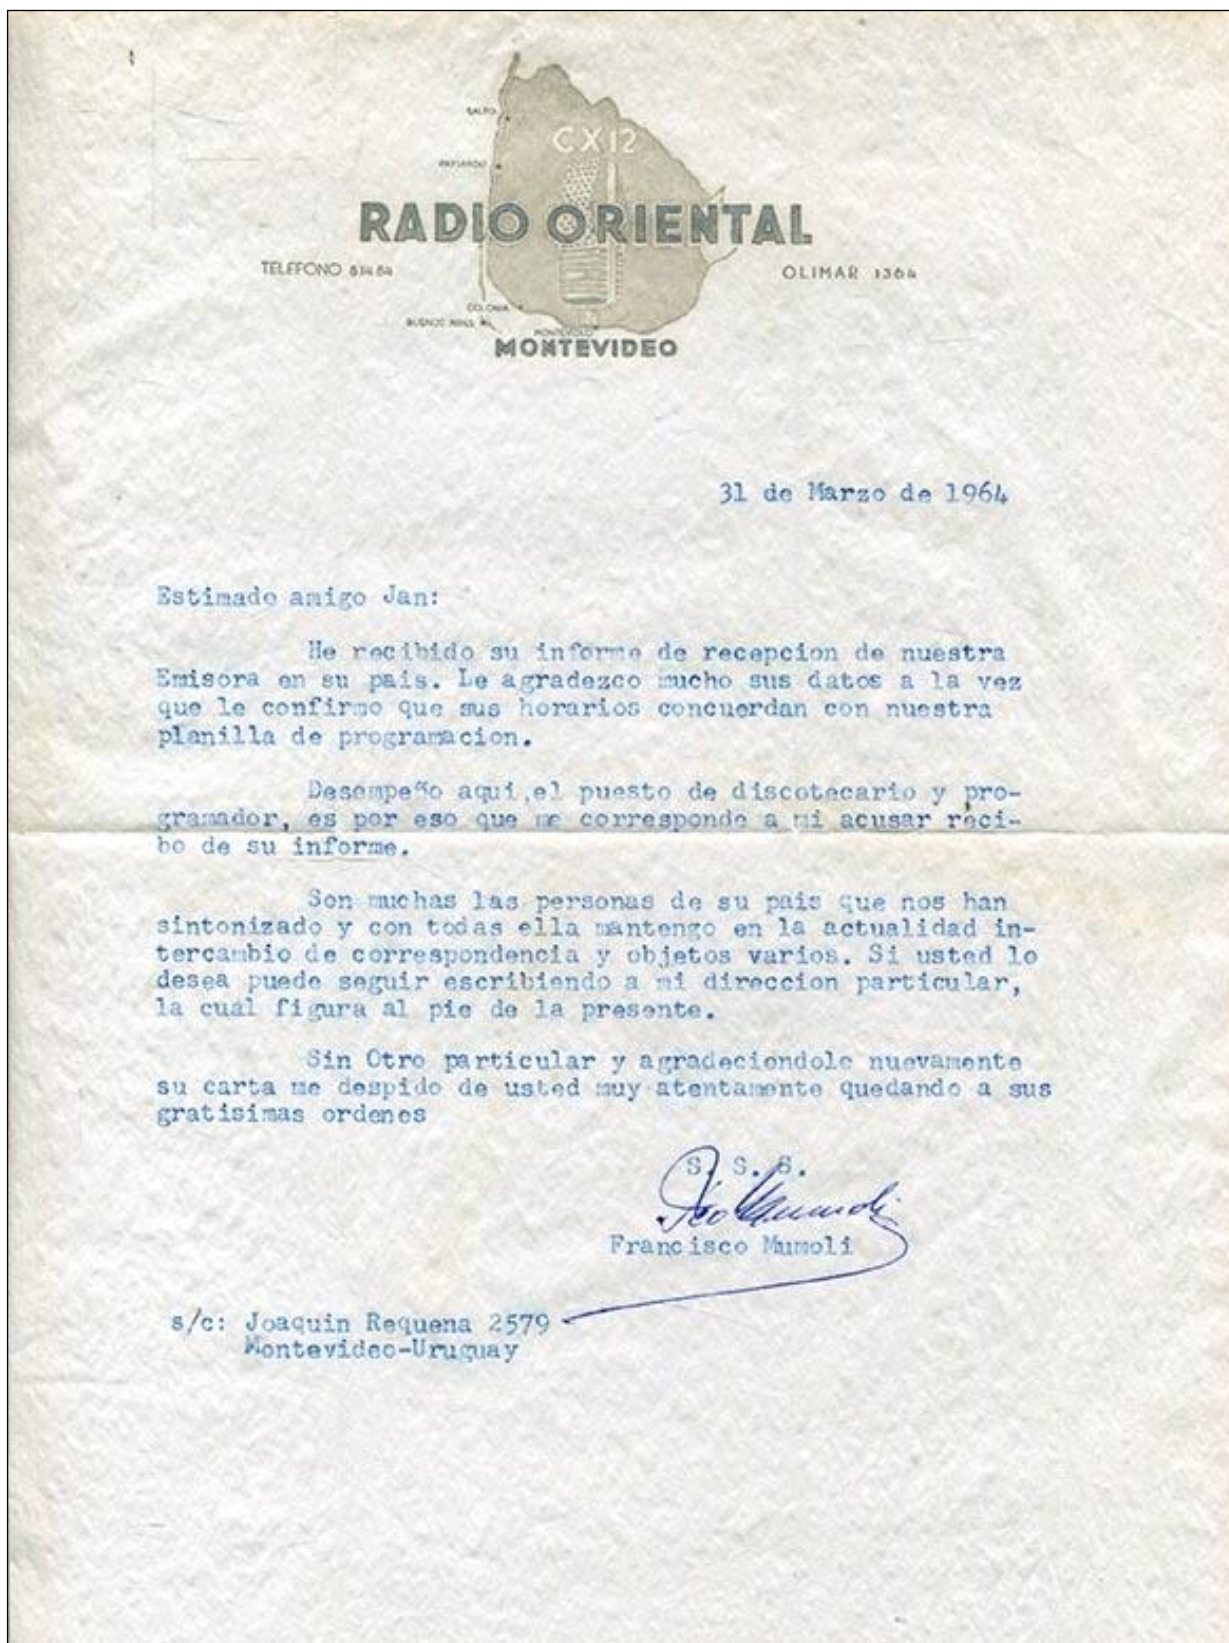 SALTO
CX12
PAYSANDU
RADIO ORIENTAL
TELEFONO 81484
OLIMAR 1364
COLONIA
BUENOS AIRES
MONTEVIDEO
MONTEVIDEO
31 de Marzo de 1964
Estimado amigo Jan:
He recibido su informe de recepcion de nuestra
Emisora en su pais. Le agradezco mucho sus datos a la vez
que le confirmo que sus horarios concuerdan con nuestra
planilla de programacion.
Desempeño aqui,el puesto de discotecario y pro-
gramador, es por eso que me corresponde a mi acusar reci-
bo de su informe.
Son muchas las personas de su pais que nos han
sintonizado y con todas ella mantengo en la actualidad in-
tercambio de correspondencia y objetos varios. Si usted lo
desea puede seguir escribiendo a mi direccion particular,
la cual figura al pie de la presente.
Sin Otro particular y agradeciendole nuevamente
su carta me despido de usted muy atentamente quedando a sus
gratisimas ordenes
S. S. S.
Francisco Mumoli
s/c: Joaquin Requena 2579
Montevideo-Uruguay